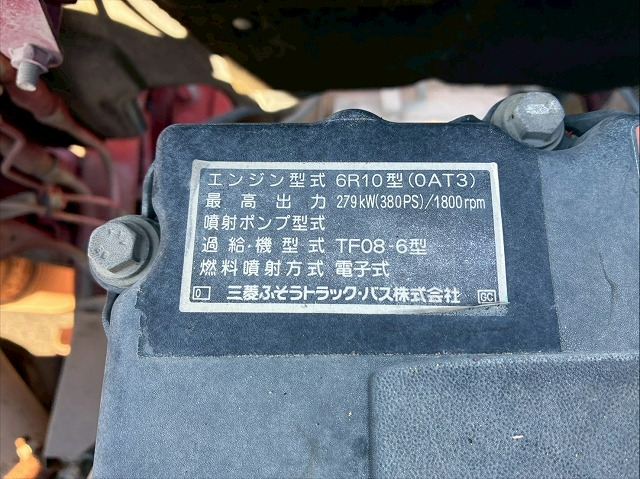 エンジン型式 6R10型(0AT3)
最高出力 279kW(380PS)/1800rpm
噴射ポンプ型式
過給機型式 TF08-6型
燃料噴射方式 電子式
0 三菱ふそうトラック・バス株式会社 GC